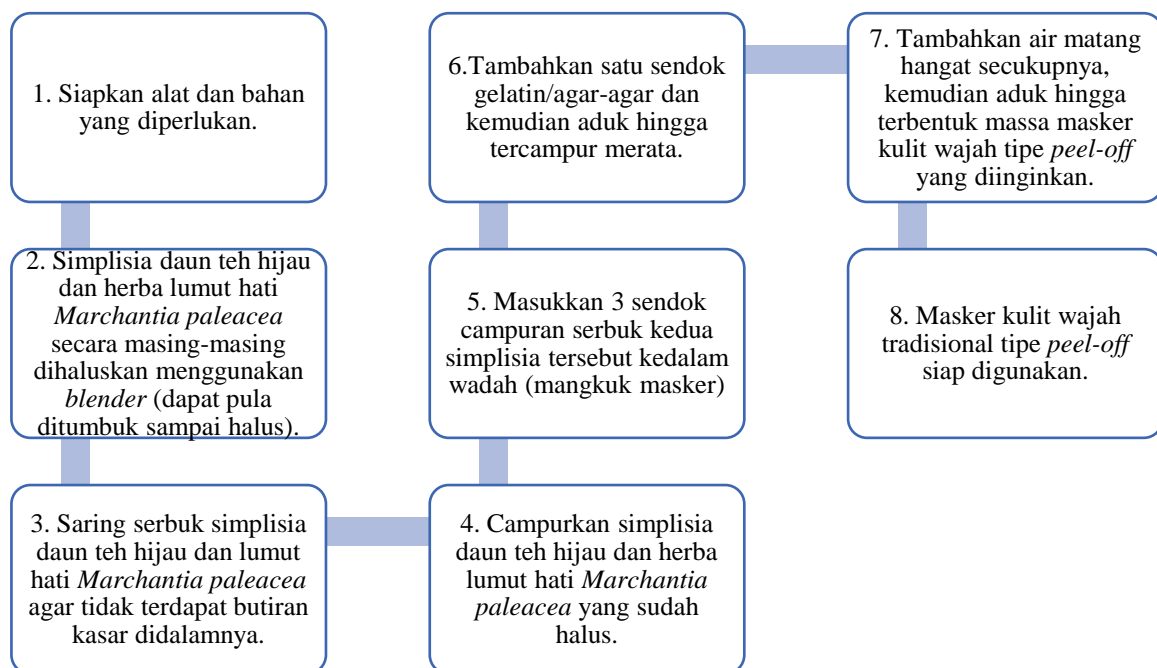 1. Siapkan alat dan bahan
yang diperlukan.
2. Simplisia daun teh hijau
dan herba lumut hati
Marchantia paleacea
secara masing-masing
dihaluskan menggunakan
blender (dapat pula
ditumbuk sampai halus).
3. Saring serbuk simplisia
daun teh hijau dan lumut
hati Marchantia paleacea
agar tidak terdapat butiran
kasar didalamnya.
4. Campurkan simplisia
daun teh hijau dan herba
lumut hati Marchantia
paleacea yang sudah
halus.
5. Masukkan 3 sendok
campuran serbuk kedua
simplisia tersebut kedalam
wadah (mangkuk masker)
6.Tambahkan satu sendok
gelatin/agar-agar dan
kemudian aduk hingga
tercampur merata.
7. Tambahkan air matang
hangat secukupnya,
kemudian aduk hingga
terbentuk massa masker
kulit wajah tipe peel-off
yang diinginkan.
8. Masker kulit wajah
tradisional tipe peel-off
siap digunakan.